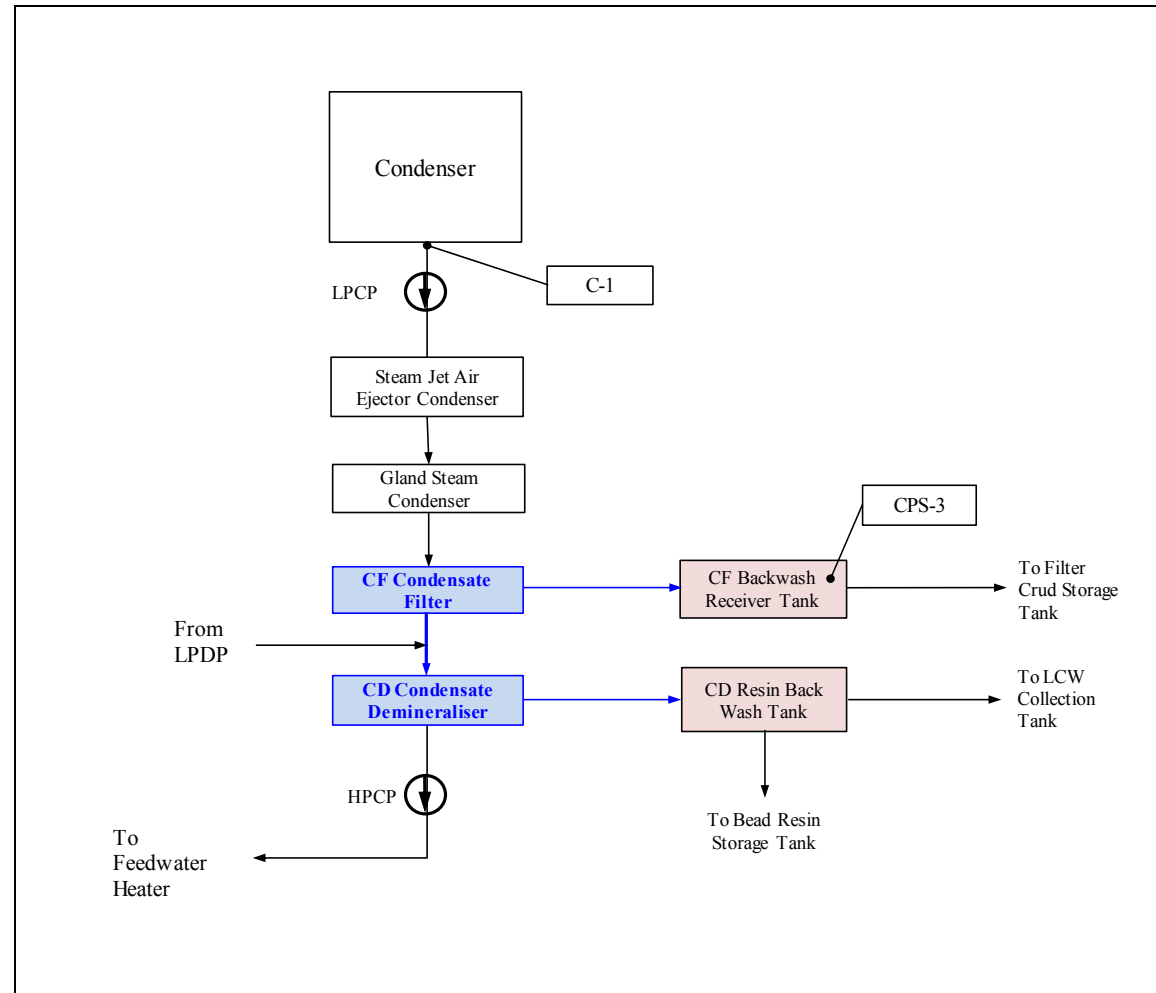 Condenser
C-1
LPCP
Steam Jet Air
Ejector Condenser
Gland Steam
Condenser
CPS-3
CF Condensate
Filter
CF Backwash
Receiver Tank
To Filter
Crud Storage
Tank
From
LPDP
CD Condensate
Demineraliser
CD Resin Back
Wash Tank
To LCW
Collection
Tank
HPCP
To Bead Resin
Storage Tank
To
Feedwater
Heater